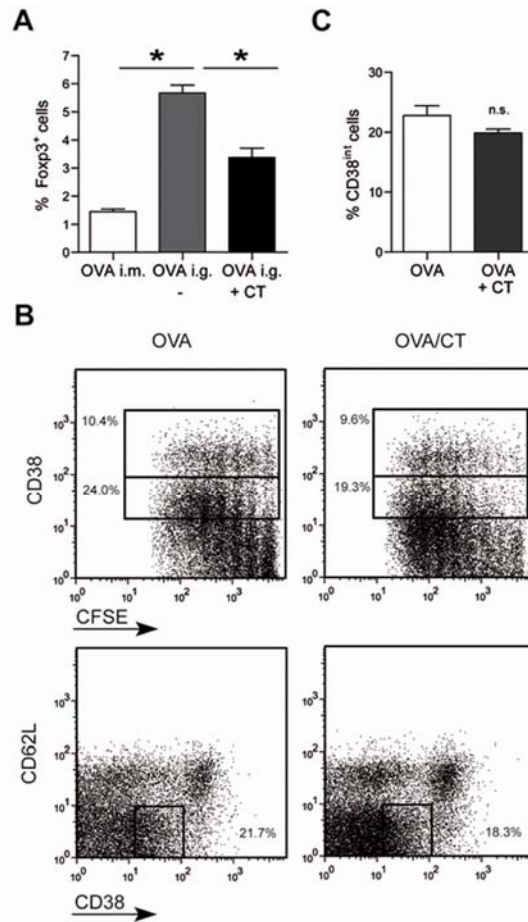 A
C
* *
7
6
5
4
3
2
1
0
% Foxp3⁺ cells
OVA i.m. OVA i.g. OVA i.g.
- + CT
30
20
10
0
% CD38ⁱⁿᵗ cells
n.s.
OVA OVA
+ CT
B
OVA OVA/CT
CD38
10³
10²
10¹
10⁰
10.4%
24.0%
10⁰ 10¹ 10² 10³
CFSE
10³
10²
10¹
10⁰
9.6%
19.3%
10⁰ 10¹ 10² 10³
CD62L
10³
10²
10¹
10⁰
21.7%
10⁰ 10¹ 10² 10³
CD38
10³
10²
10¹
10⁰
18.3%
10⁰ 10¹ 10² 10³